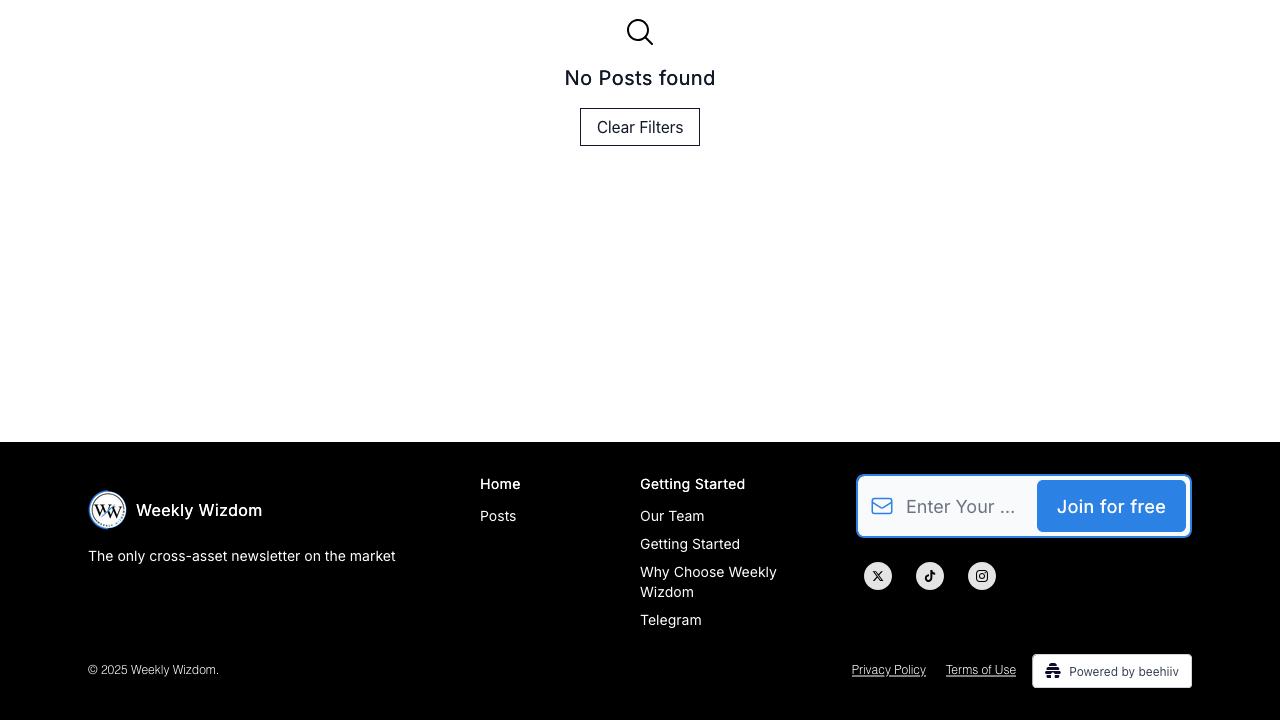 No Posts found
Clear Filters
WW
Weekly Wizdom
The only cross-asset newsletter on the market
Home
Posts
Getting Started
Our Team
Getting Started
Why Choose Weekly
Wizdom
Telegram
Enter Your ...
Join for free
© 2025 Weekly Wizdom.
Privacy Policy
Terms of Use
Powered by beehiiv